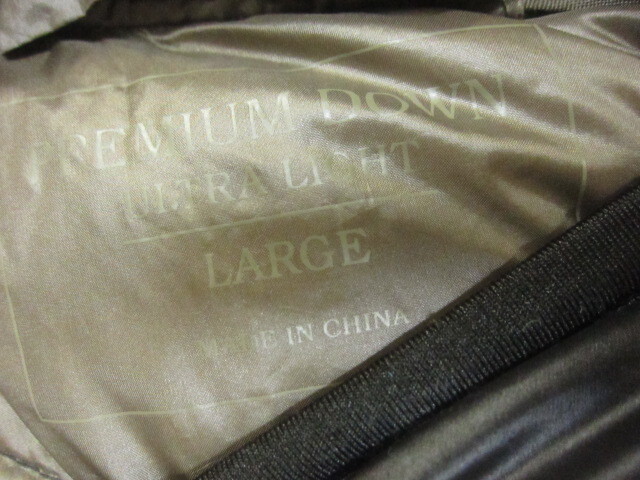 PREMIUM DOWN
ULTRA LIGHT
LARGE
MADE IN CHINA